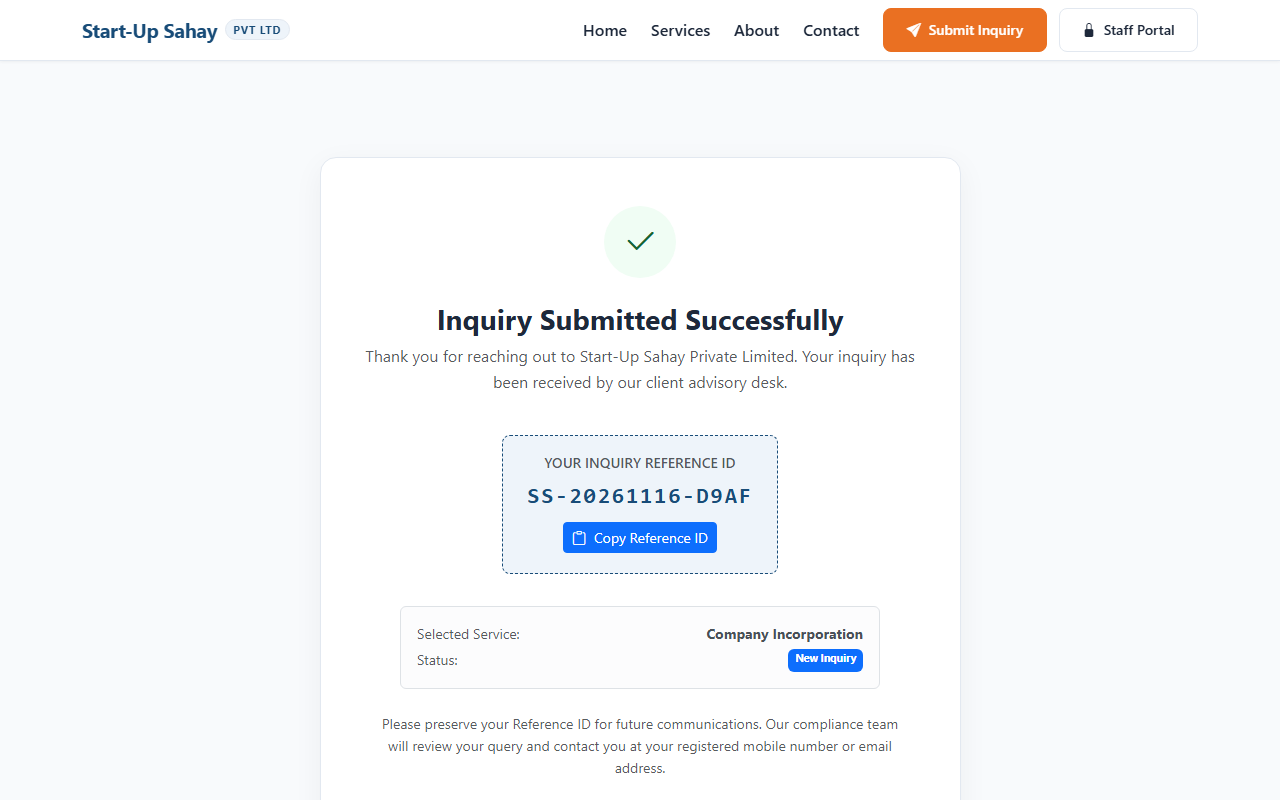 Start-Up Sahay PVT LTD Home Services About Contact Submit Inquiry Staff Portal
Inquiry Submitted Successfully
Thank you for reaching out to Start-Up Sahay Private Limited. Your inquiry has
been received by our client advisory desk.
YOUR INQUIRY REFERENCE ID
SS-20261116-D9AF
Copy Reference ID
Selected Service: Company Incorporation
Status: New Inquiry
Please preserve your Reference ID for future communications. Our compliance team
will review your query and contact you at your registered mobile number or email
address.